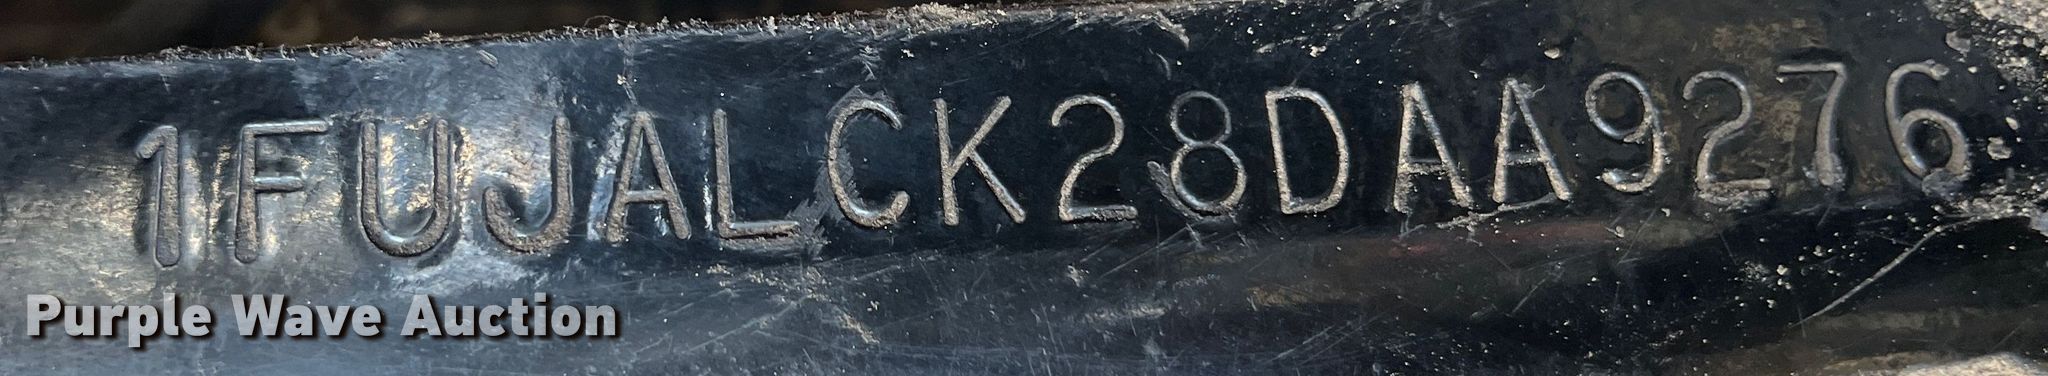 1FUJALCK28DAA9276
Purple Wave Auction